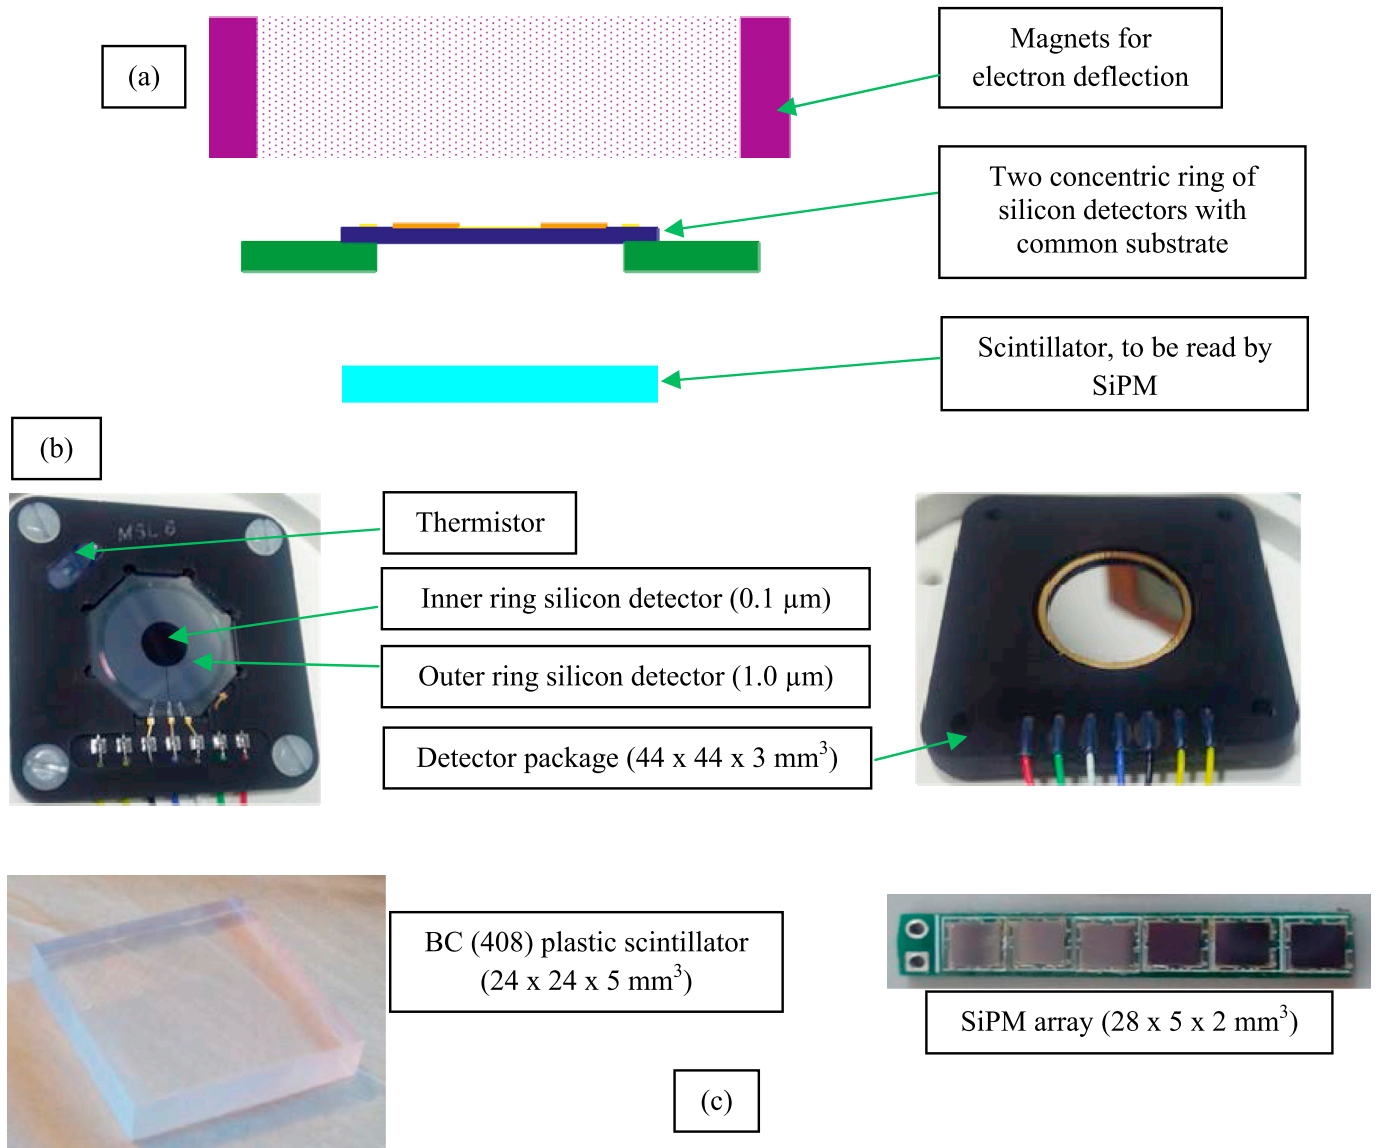 (a)
Magnets for
electron deflection
Two concentric ring of
silicon detectors with
common substrate
Scintillator, to be read by
SiPM
(b)
MSL 6
Thermistor
Inner ring silicon detector (0.1 µm)
Outer ring silicon detector (1.0 µm)
Detector package (44 x 44 x 3 mm³)
BC (408) plastic scintillator
(24 x 24 x 5 mm³)
SiPM array (28 x 5 x 2 mm³)
(c)